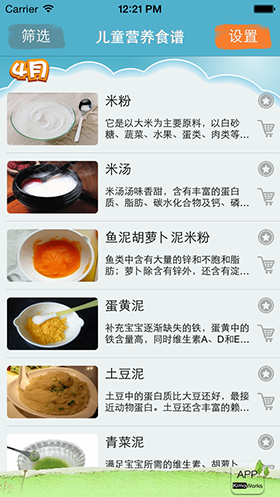 Carrier 12:21 PM
筛选 儿童营养食谱 设置
4月
米粉
它是以大米为主要原料，以白砂
糖、蔬菜、水果、蛋类、肉类等...
米汤
米汤汤味香甜，含有丰富的蛋白
质、脂肪、碳水化合物及钙、磷...
鱼泥胡萝卜泥米粉
鱼类中含有大量的锌和不饱和脂
肪；萝卜除含有锌外，还含有淀...
蛋黄泥
补充宝宝逐渐缺失的铁，蛋黄中的
铁含量高，同时维生素A、D和E...
土豆泥
土豆中的蛋白质比大豆还好，最接
近动物蛋白。土豆还含丰富的赖...
青菜泥
满足宝宝所需的维生素、胡萝卜
APP
KimoWorks